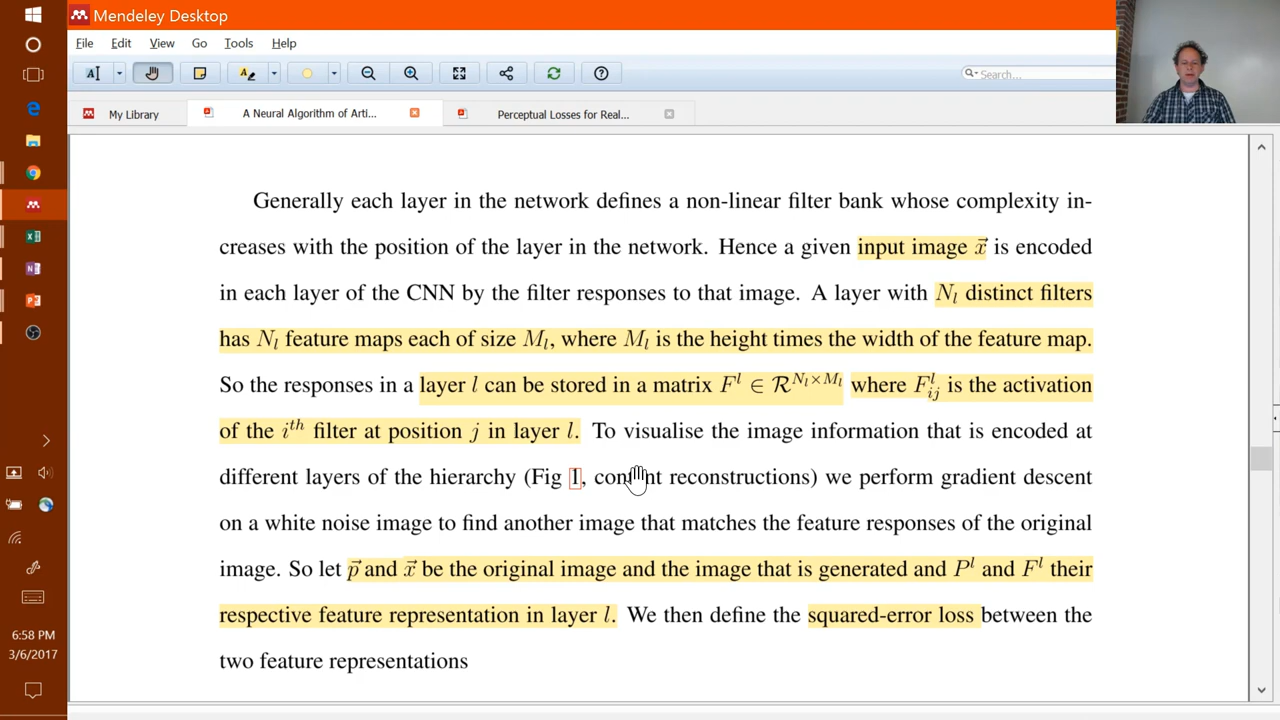 Mendeley Desktop
File Edit View Go Tools Help
Search...
My Library
A Neural Algorithm of Arti...
Perceptual Losses for Real...
Generally each layer in the network defines a non-linear filter bank whose complexity in-
creases with the position of the layer in the network. Hence a given input image x⃗ is encoded
in each layer of the CNN by the filter responses to that image. A layer with N_l distinct filters
has N_l feature maps each of size M_l, where M_l is the height times the width of the feature map.
So the responses in a layer l can be stored in a matrix F^l ∈ R^{N_l×M_l} where F^l_{ij} is the activation
of the i^{th} filter at position j in layer l. To visualise the image information that is encoded at
different layers of the hierarchy (Fig 1, content reconstructions) we perform gradient descent
on a white noise image to find another image that matches the feature responses of the original
image. So let p⃗ and x⃗ be the original image and the image that is generated and P^l and F^l their
respective feature representation in layer l. We then define the squared-error loss between the
two feature representations
6:58 PM
3/6/2017